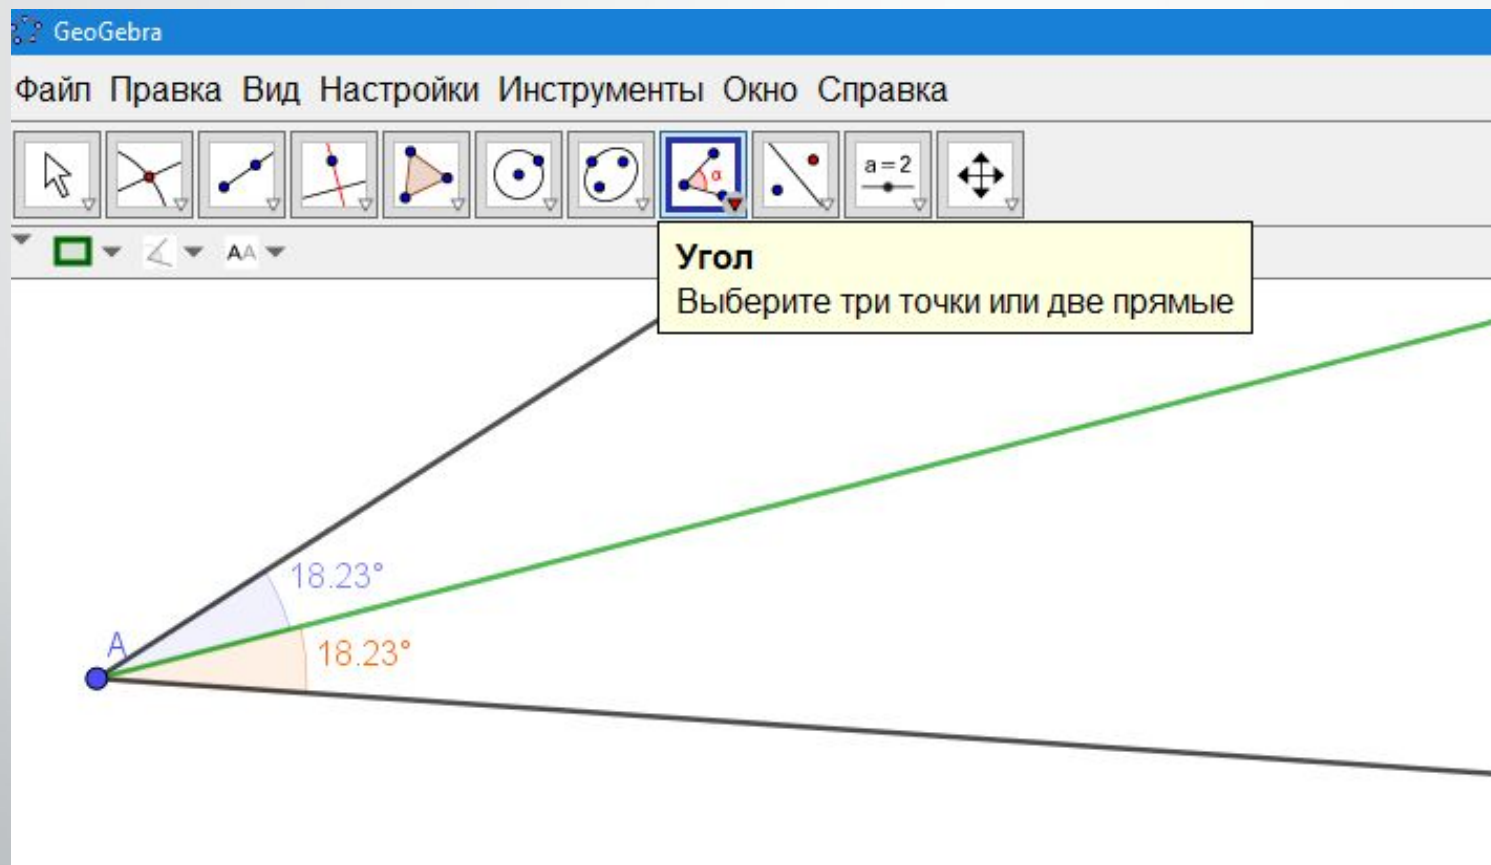 GeoGebra
Файл Правка Вид Настройки Инструменты Окно Справка
α
a=2
AA
Угол
Выберите три точки или две прямые
18.23°
A
18.23°